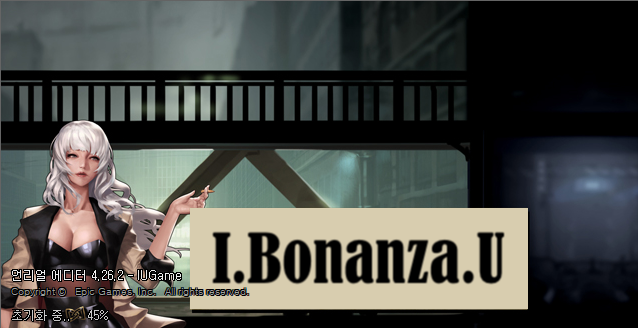 I.Bonanza.U
언리얼 에디터 4.26.2 - IUGame
Copyright © Epic Games, Inc. All rights reserved.
초기화 중... 45%